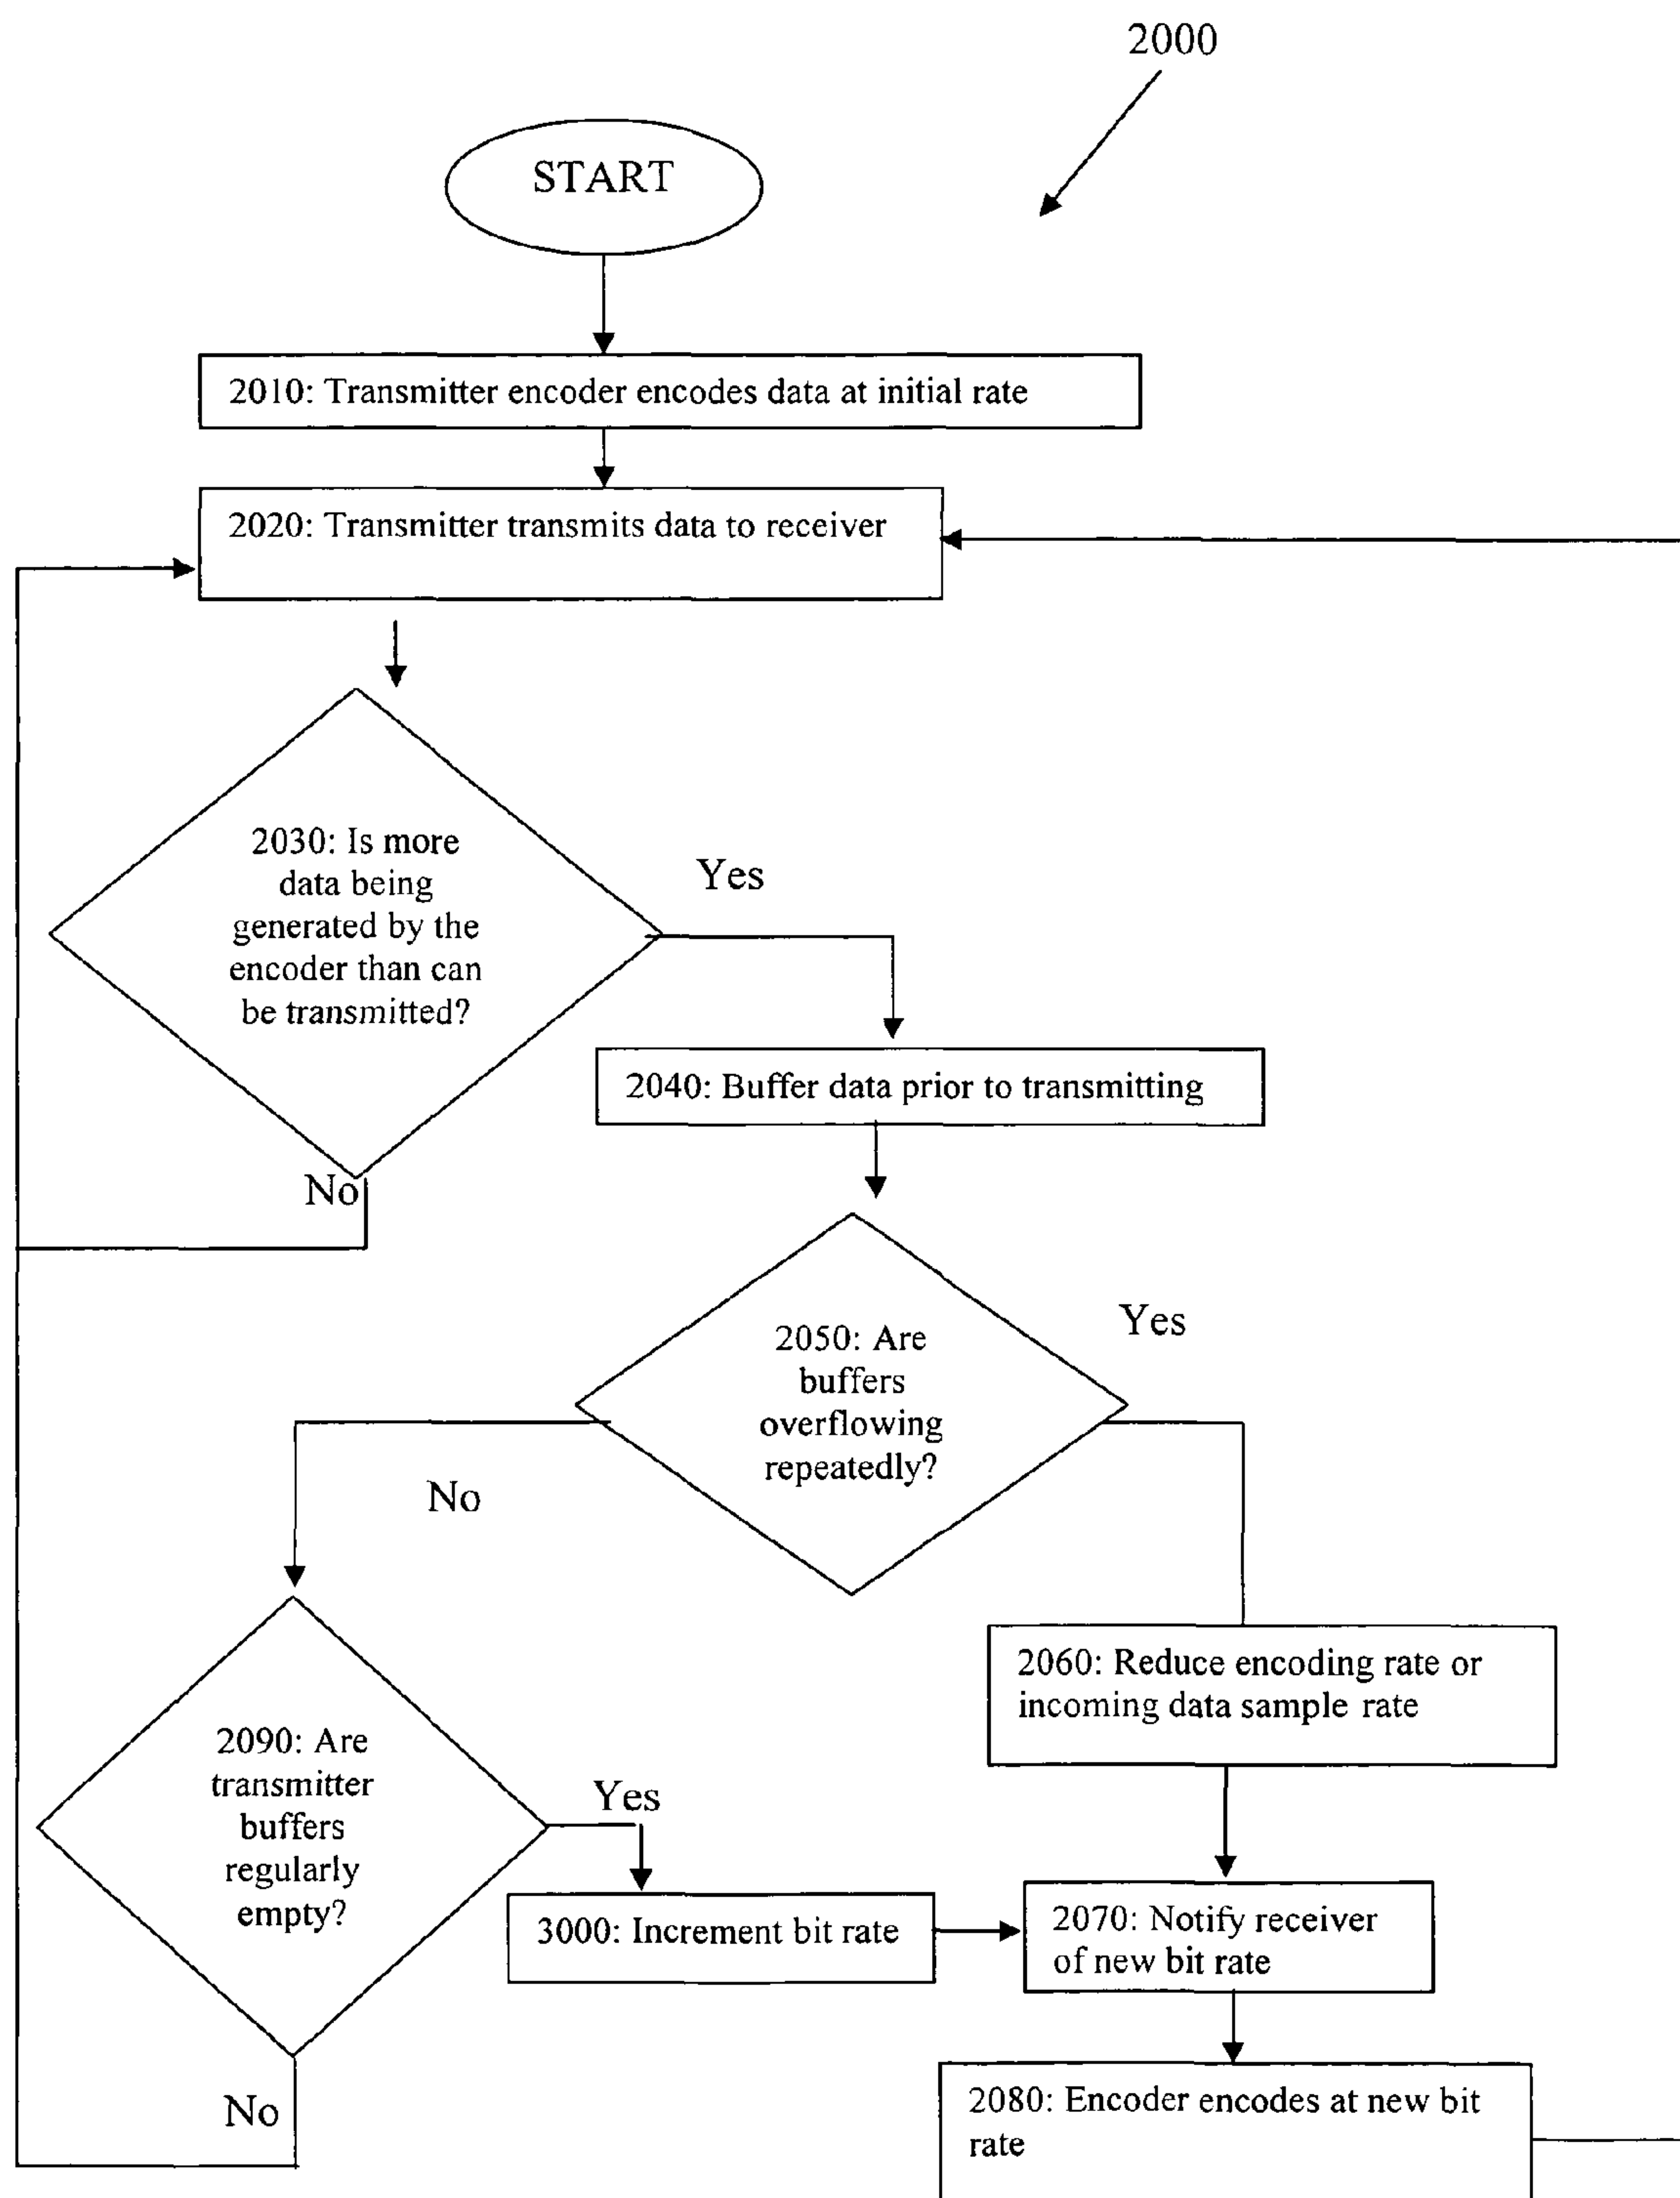 2000
START
2010: Transmitter encoder encodes data at initial rate
2020: Transmitter transmits data to receiver
2030: Is more
data being
generated by the
encoder than can
be transmitted?
Yes
No
2040: Buffer data prior to transmitting
2050: Are
buffers
overflowing
repeatedly?
Yes
No
2060: Reduce encoding rate or
incoming data sample rate
2090: Are
transmitter
buffers
regularly
empty?
Yes
No
3000: Increment bit rate
2070: Notify receiver
of new bit rate
2080: Encoder encodes at new bit
rate